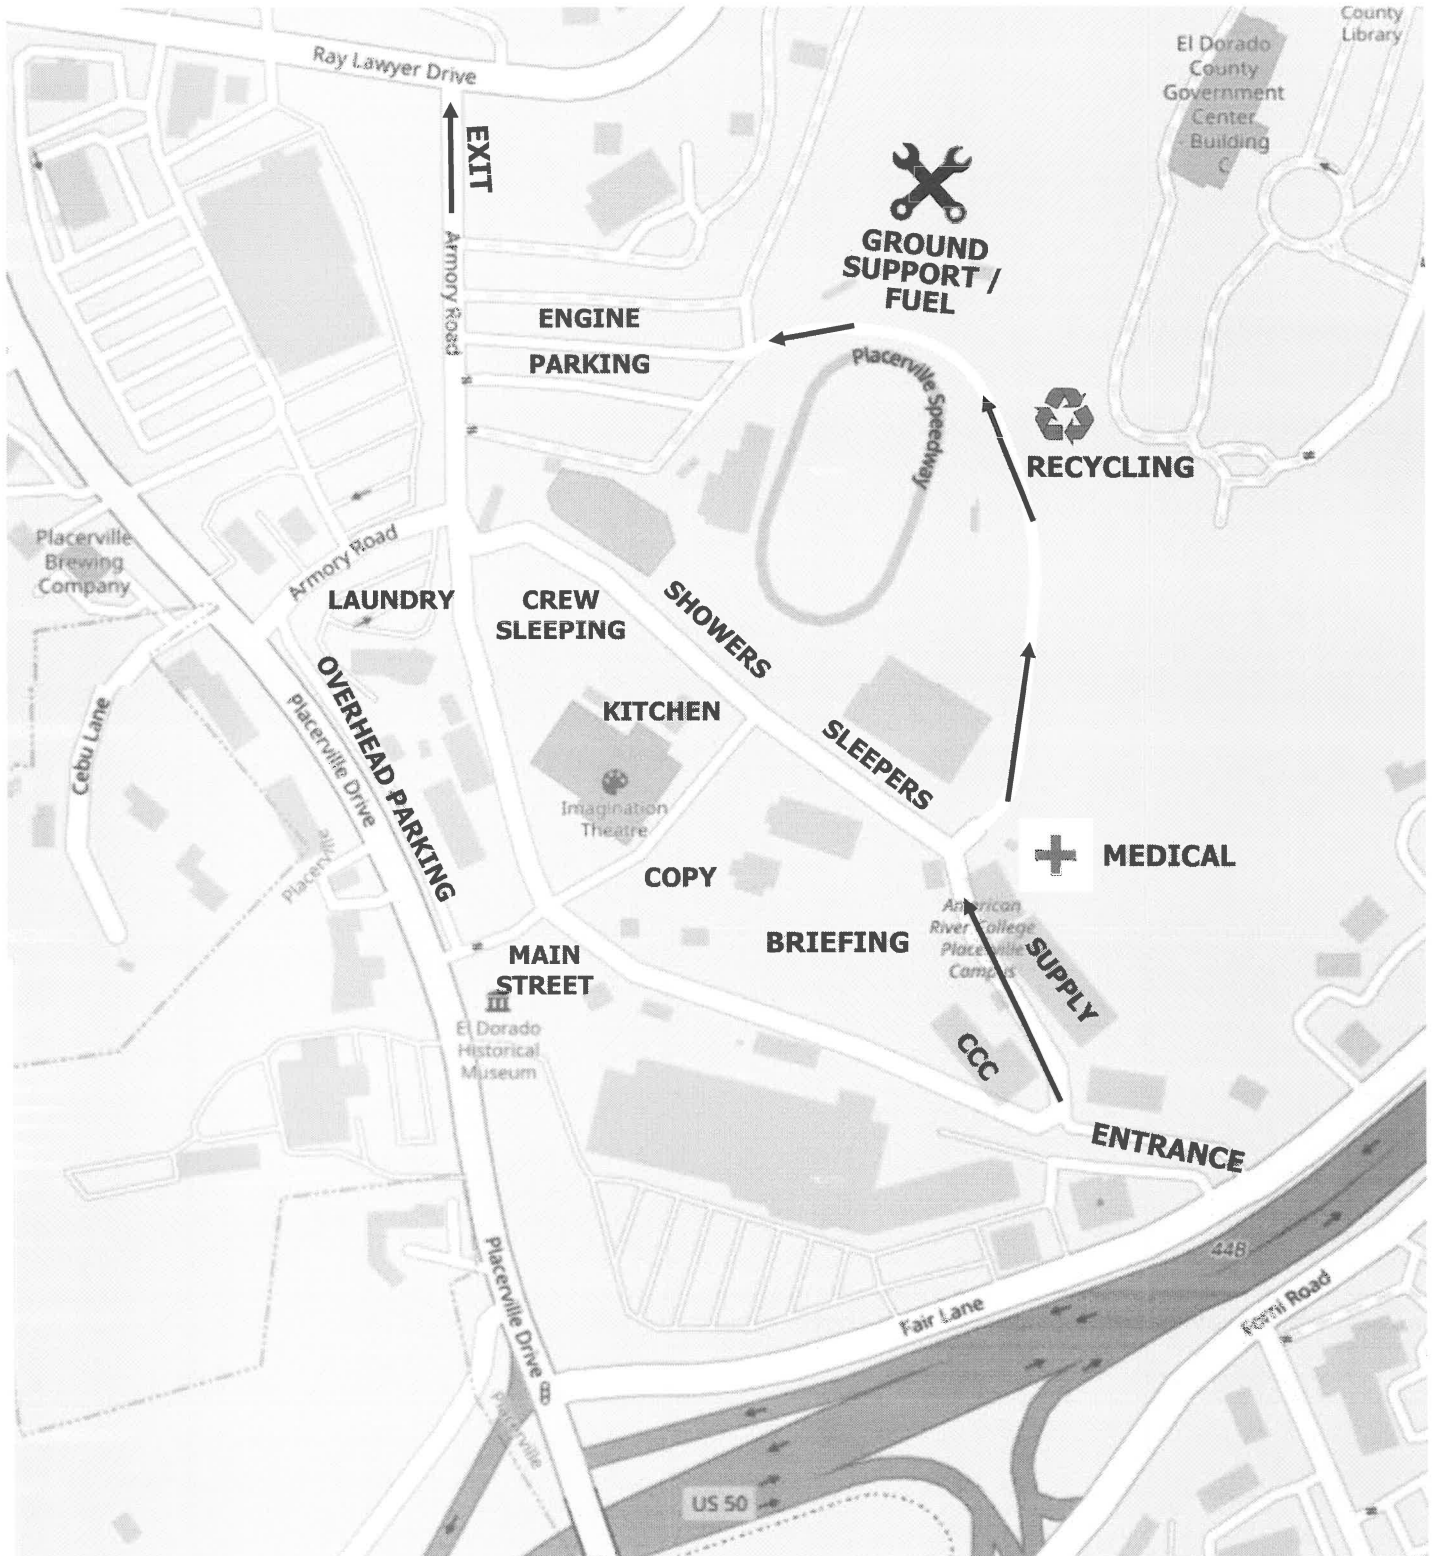 County
Library
El Dorado
County
Government
Center
- Building
C
Ray Lawyer Drive
EXIT
Armory Road
GROUND
SUPPORT /
FUEL
ENGINE
PARKING
Placerville Speedway
RECYCLING
Placerville
Brewing
Company
Armory Road
LAUNDRY
CREW
SLEEPING
SHOWERS
OVERHEAD PARKING
Cebu Lane
Placerville Drive
Placerville
KITCHEN
SLEEPERS
Imagination
Theatre
COPY
MEDICAL
American
River College
Placerville
Campus
BRIEFING
SUPPLY
MAIN
STREET
El Dorado
Historical
Museum
CCC
ENTRANCE
Placerville Drive
Placerville
Fair Lane
44B
Forni Road
US 50